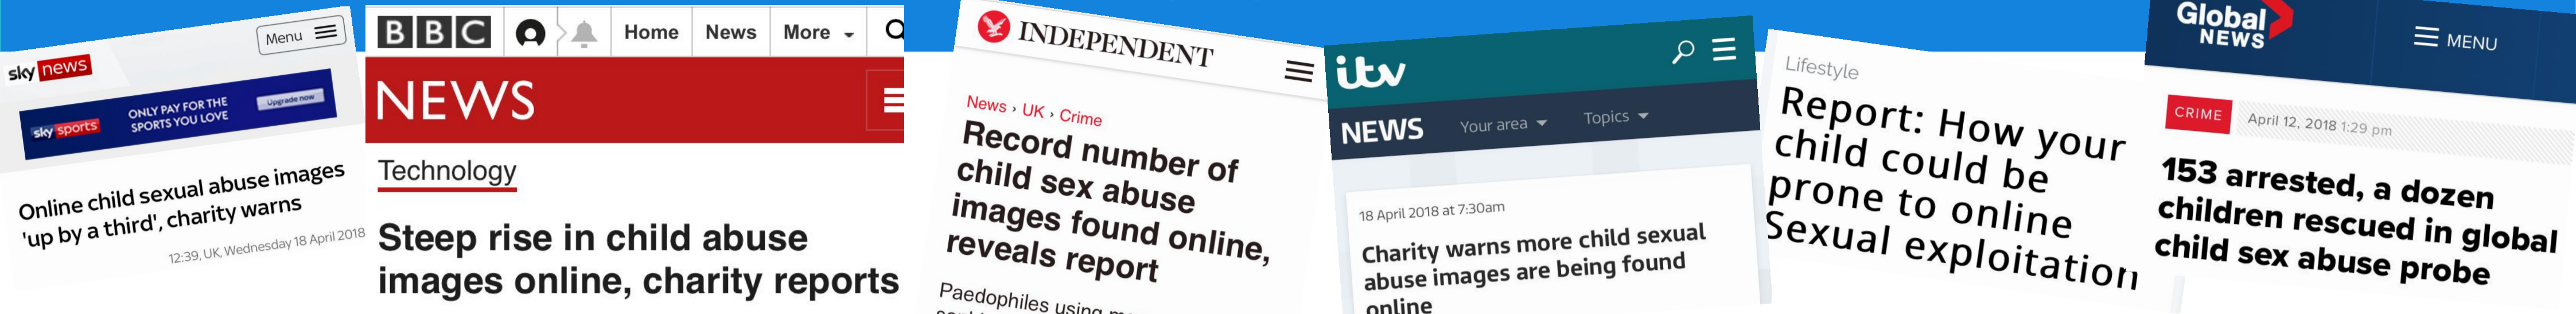 sky news
Menu
sky sports
ONLY PAY FOR THE
SPORTS YOU LOVE
Upgrade now
Online child sexual abuse images
'up by a third', charity warns
12:39, UK, Wednesday 18 April 2018
BBC
Home News More
NEWS
Technology
Steep rise in child abuse
images online, charity reports
INDEPENDENT
News › UK › Crime
Record number of
child sex abuse
images found online,
reveals report
Paedophiles using
itv
NEWS Your area Topics
18 April 2018 at 7:30am
Charity warns more child sexual
abuse images are being found
online
Lifestyle
Report: How your
child could be
prone to online
Sexual exploitation
Global
NEWS
MENU
CRIME
April 12, 2018 1:29 pm
153 arrested, a dozen
children rescued in global
child sex abuse probe